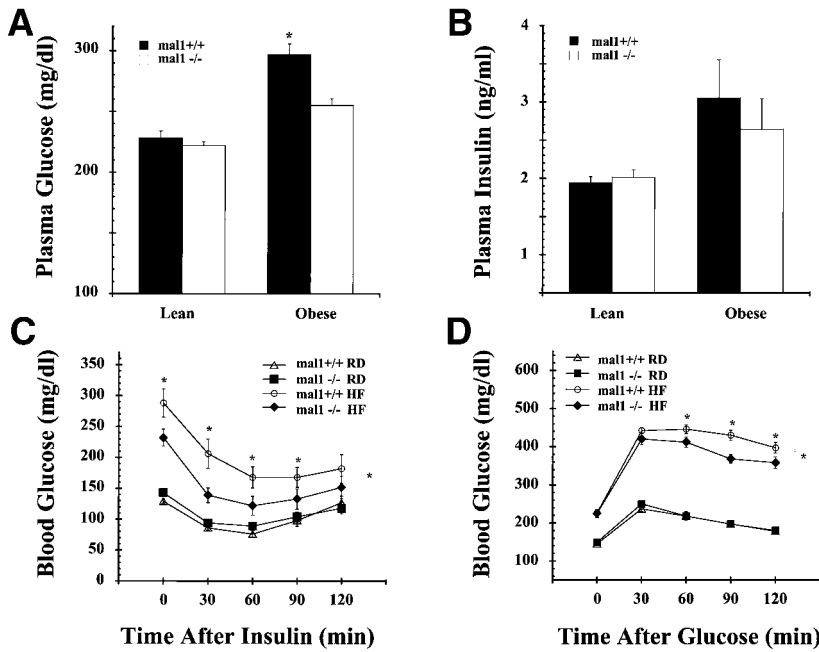 A
Plasma Glucose (mg/dl)
300
200
100
mal1+/+
mal1 -/-
*
Lean
Obese
B
Plasma Insulin (ng/ml)
4
3
2
1
mal1+/+
mal1 -/-
Lean
Obese
C
Blood Glucose (mg/dl)
350
300
250
200
150
100
50
0
mal1+/+ RD
mal1 -/- RD
mal1+/+ HF
mal1 -/- HF
*
*
*
*
*
0 30 60 90 120
Time After Insulin (min)
D
Blood Glucose (mg/dl)
600
500
400
300
200
100
mal1+/+ RD
mal1 -/- RD
mal1+/+ HF
mal1 -/- HF
*
*
*
*
0 30 60 90 120
Time After Glucose (min)